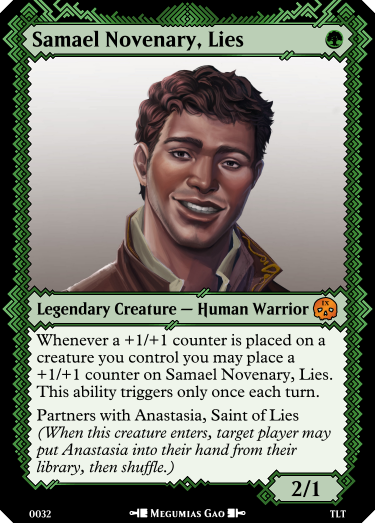 Samael Novenary, Lies
Legendary Creature — Human Warrior
IX
Whenever a +1/+1 counter is placed on a
creature you control you may place a
+1/+1 counter on Samael Novenary, Lies.
This ability triggers only once each turn.
Partners with Anastasia, Saint of Lies
(When this creature enters, target player may
put Anastasia into their hand from their
library, then shuffle.)
2/1
0032
Megumias Gao
TLT